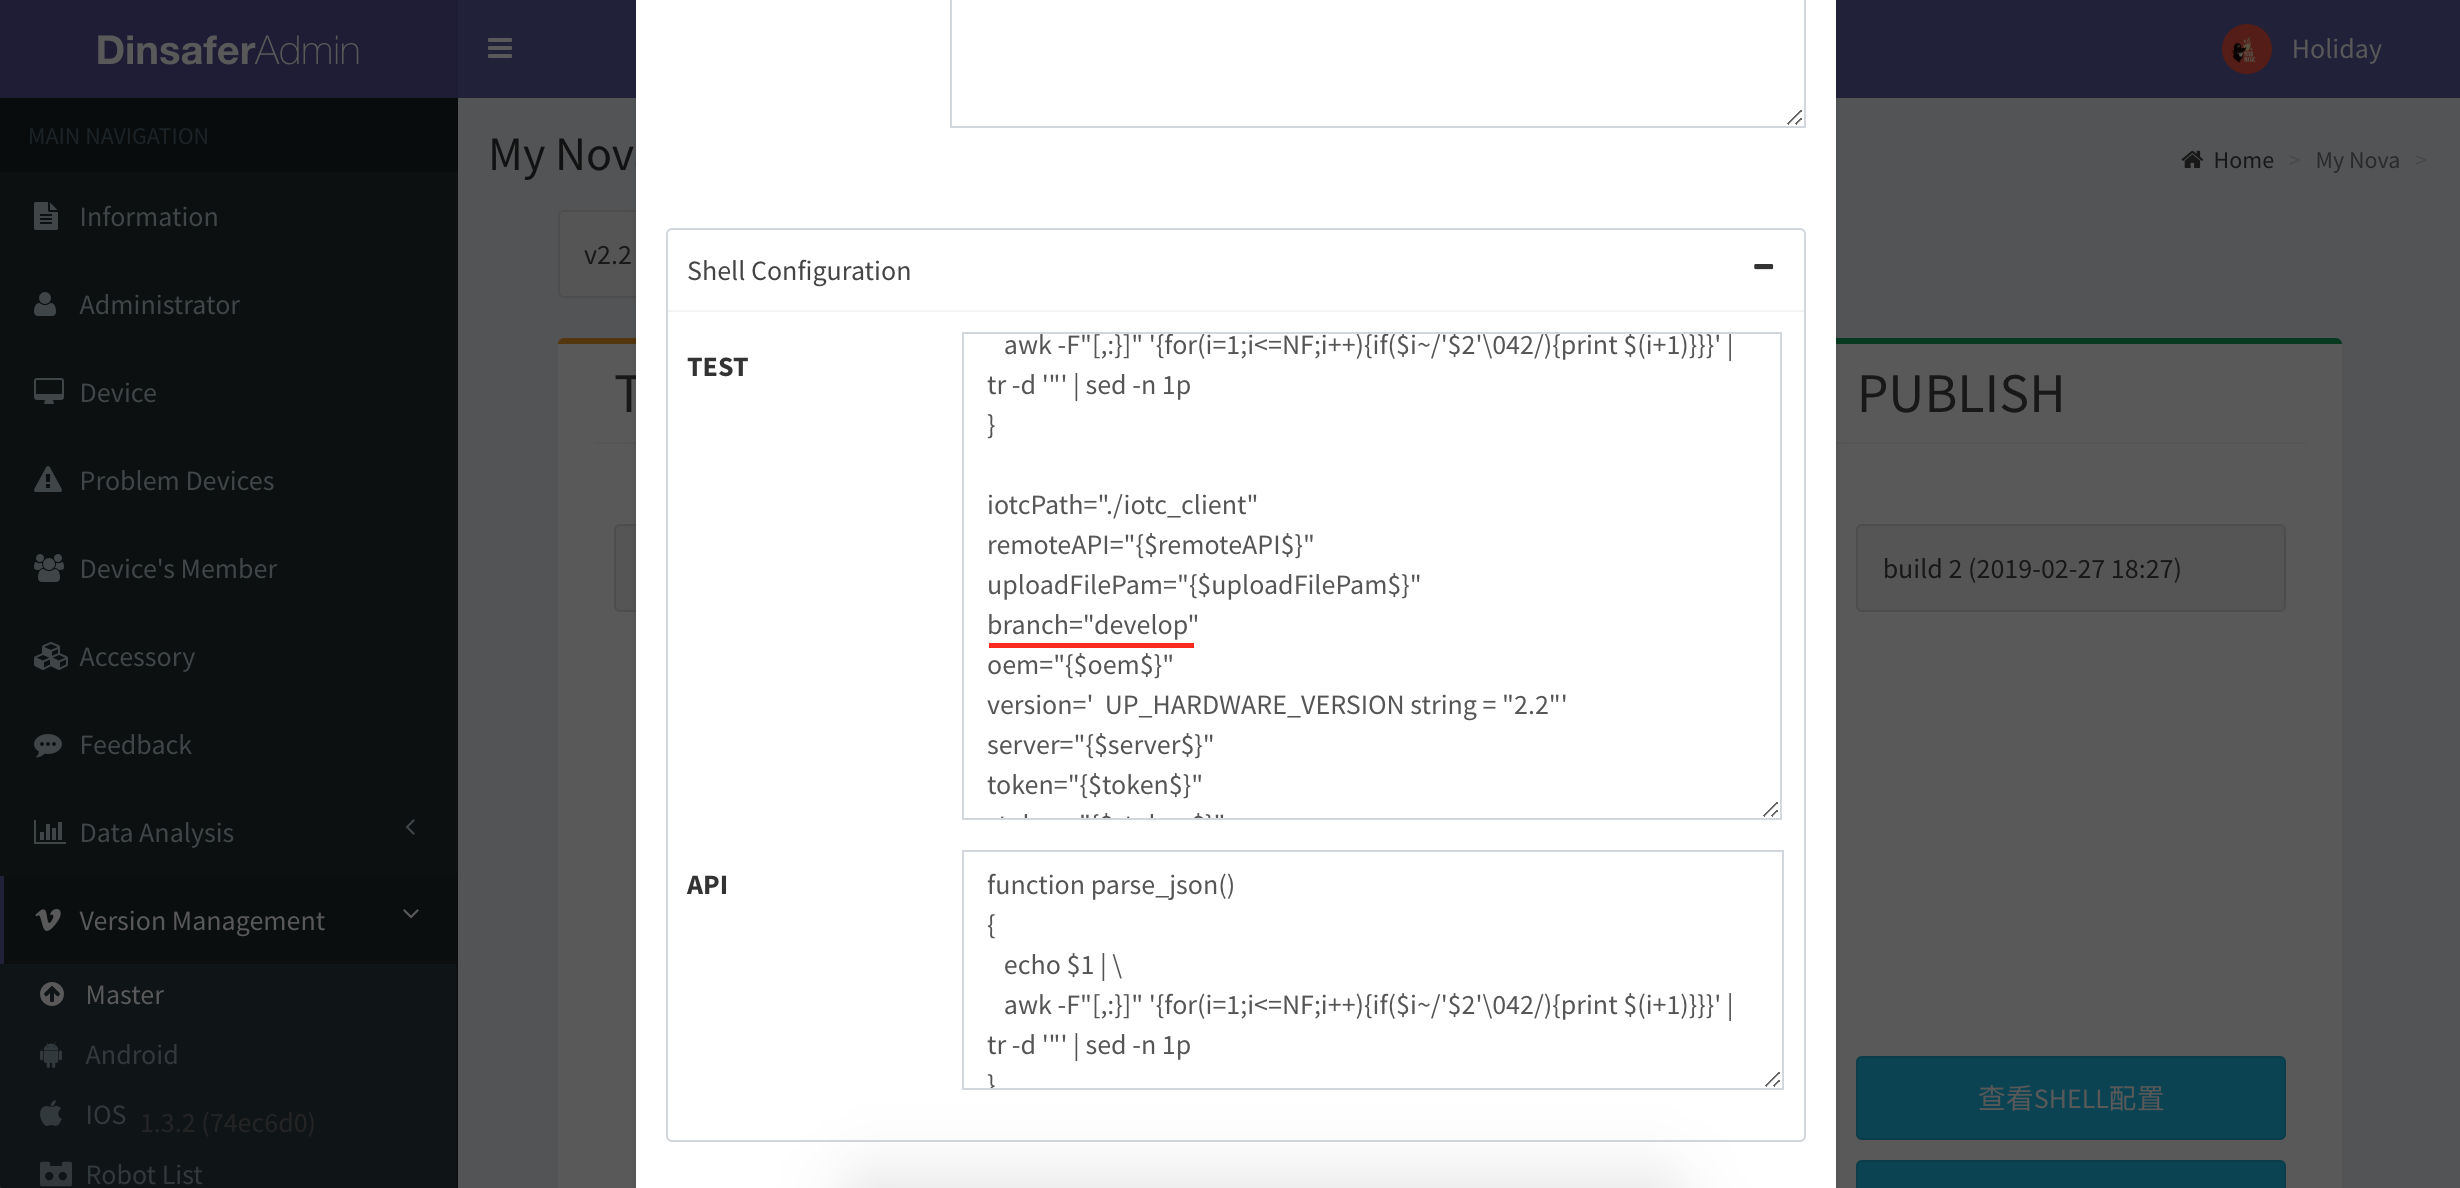 DinsaferAdmin
Holiday
MAIN NAVIGATION
Information
Administrator
Device
Problem Devices
Device's Member
Accessory
Feedback
Data Analysis
Version Management
Master
Android
IOS 1.3.2 (74ec6d0)
Robot List
My Nov
Home > My Nova >
v2.2
T
Shell Configuration
TEST
awk -F"[,:}]" '{for(i=1;i<=NF;i++){if($i~/'$2'\042/){print $(i+1)}}}' |
tr -d '"' | sed -n 1p
}
iotcPath="./iotc_client"
remoteAPI="{$remoteAPI$}"
uploadFilePam="{$uploadFilePam$}"
branch="develop"
oem="{$oem$}"
version='  UP_HARDWARE_VERSION string = "2.2"'
server="{$server$}"
token="{$token$}"
API
function parse_json()
{
echo $1 | \
awk -F"[,:}]" '{for(i=1;i<=NF;i++){if($i~/'$2'\042/){print $(i+1)}}}' |
tr -d '"' | sed -n 1p
}
PUBLISH
build 2 (2019-02-27 18:27)
查看SHELL配置